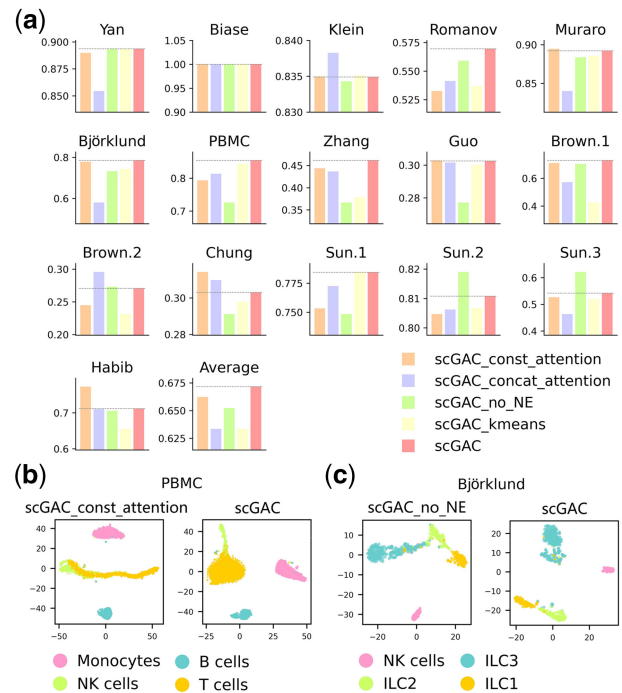 (a)
Yan Biase Klein Romanov Muraro
0.900 0.875 0.850
1.05 1.00 0.95 0.90
0.840 0.835 0.830
0.575 0.550 0.525
0.90 0.85
Björklund PBMC Zhang Guo Brown.1
0.8 0.6
0.8 0.7
0.45 0.40 0.35
0.30 0.28
0.6 0.4
Brown.2 Chung Sun.1 Sun.2 Sun.3
0.30 0.25 0.20
0.30 0.28
0.775 0.750
0.82 0.81 0.80
0.6 0.5 0.4
Habib Average
0.7 0.6
0.675 0.650 0.625
scGAC_const_attention
scGAC_concat_attention
scGAC_no_NE
scGAC_kmeans
scGAC
(b) PBMC
scGAC_const_attention scGAC
40 20 0 −20 −40
−50 0 50
40 20 0 −20 −40
−25 0 25 50
Monocytes B cells
NK cells T cells
(c) Björklund
scGAC_no_NE scGAC
10 0 −10 −20 −30
−20 0 20
20 10 0 −10 −20
−20 0 20
NK cells ILC3
ILC2 ILC1